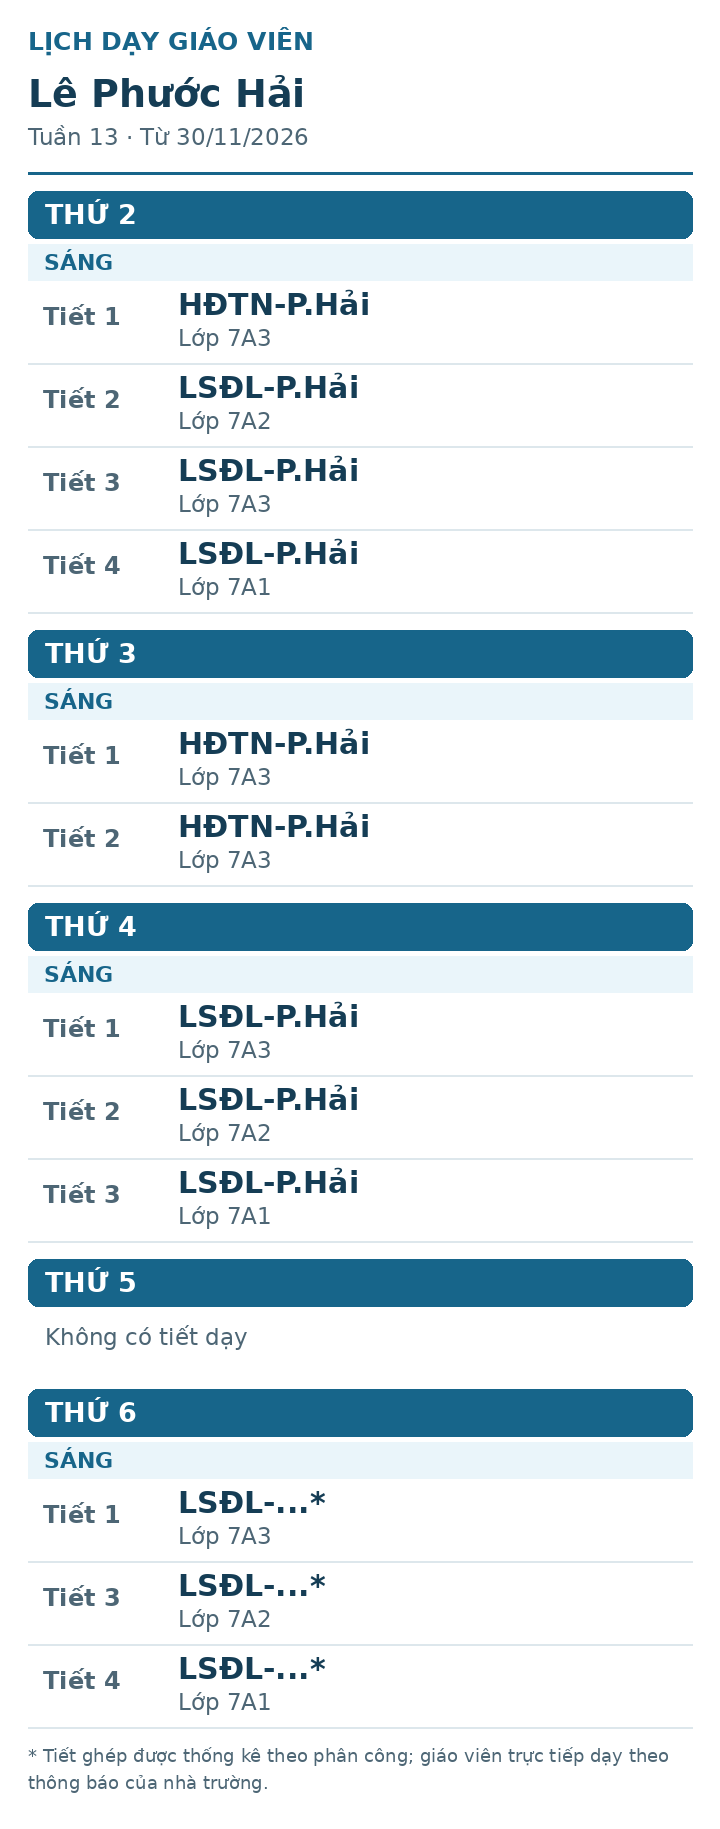 LỊCH DẠY GIÁO VIÊN
Lê Phước Hải
Tuần 13 · Từ 30/11/2026
THỨ 2
SÁNG
Tiết 1 HĐTN-P.Hải
Lớp 7A3
Tiết 2 LSĐL-P.Hải
Lớp 7A2
Tiết 3 LSĐL-P.Hải
Lớp 7A3
Tiết 4 LSĐL-P.Hải
Lớp 7A1
THỨ 3
SÁNG
Tiết 1 HĐTN-P.Hải
Lớp 7A3
Tiết 2 HĐTN-P.Hải
Lớp 7A3
THỨ 4
SÁNG
Tiết 1 LSĐL-P.Hải
Lớp 7A3
Tiết 2 LSĐL-P.Hải
Lớp 7A2
Tiết 3 LSĐL-P.Hải
Lớp 7A1
THỨ 5
Không có tiết dạy
THỨ 6
SÁNG
Tiết 1 LSĐL-...*
Lớp 7A3
Tiết 3 LSĐL-...*
Lớp 7A2
Tiết 4 LSĐL-...*
Lớp 7A1
* Tiết ghép được thống kê theo phân công; giáo viên trực tiếp dạy theo
thông báo của nhà trường.